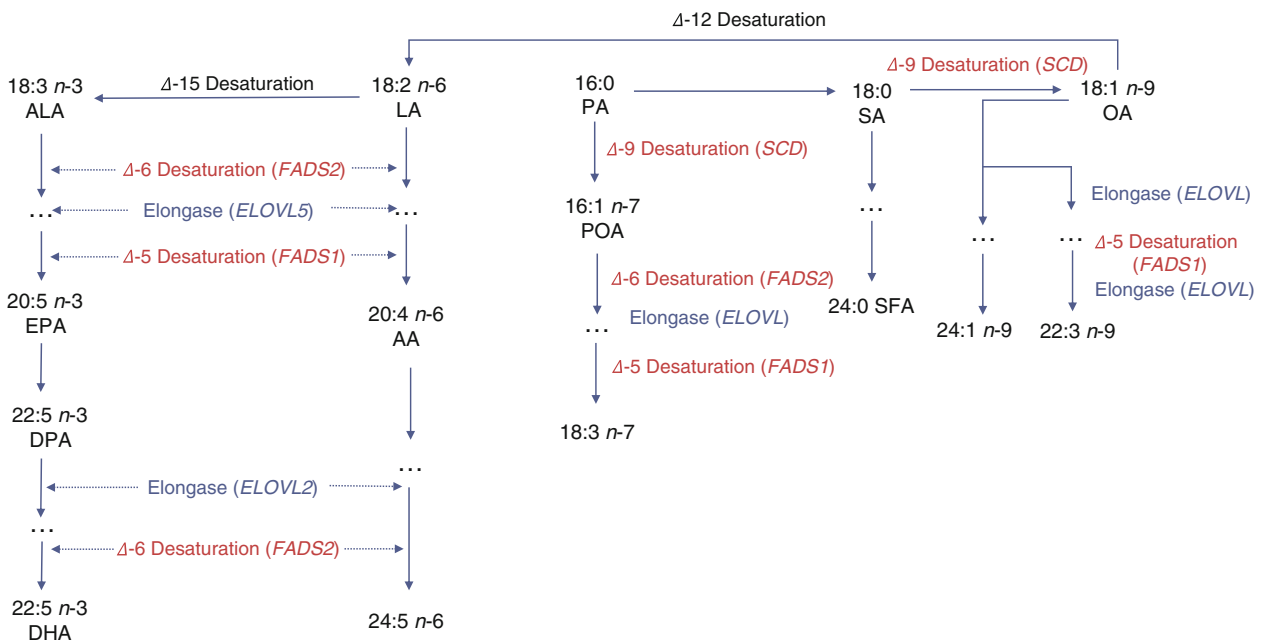 Δ-12 Desaturation
18:3 n-3
ALA
Δ-15 Desaturation
18:2 n-6
LA
Δ-6 Desaturation (FADS2)
...
Elongase (ELOVL5)
...
Δ-5 Desaturation (FADS1)
20:5 n-3
EPA
20:4 n-6
AA
22:5 n-3
DPA
...
Elongase (ELOVL2)
...
Δ-6 Desaturation (FADS2)
22:5 n-3
DHA
24:5 n-6
16:0
PA
Δ-9 Desaturation (SCD)
16:1 n-7
POA
Δ-6 Desaturation (FADS2)
...
Elongase (ELOVL)
Δ-5 Desaturation (FADS1)
18:3 n-7
18:0
SA
...
24:0 SFA
Δ-9 Desaturation (SCD)
18:1 n-9
OA
Elongase (ELOVL)
...
...
Δ-5 Desaturation
(FADS1)
Elongase (ELOVL)
24:1 n-9
22:3 n-9